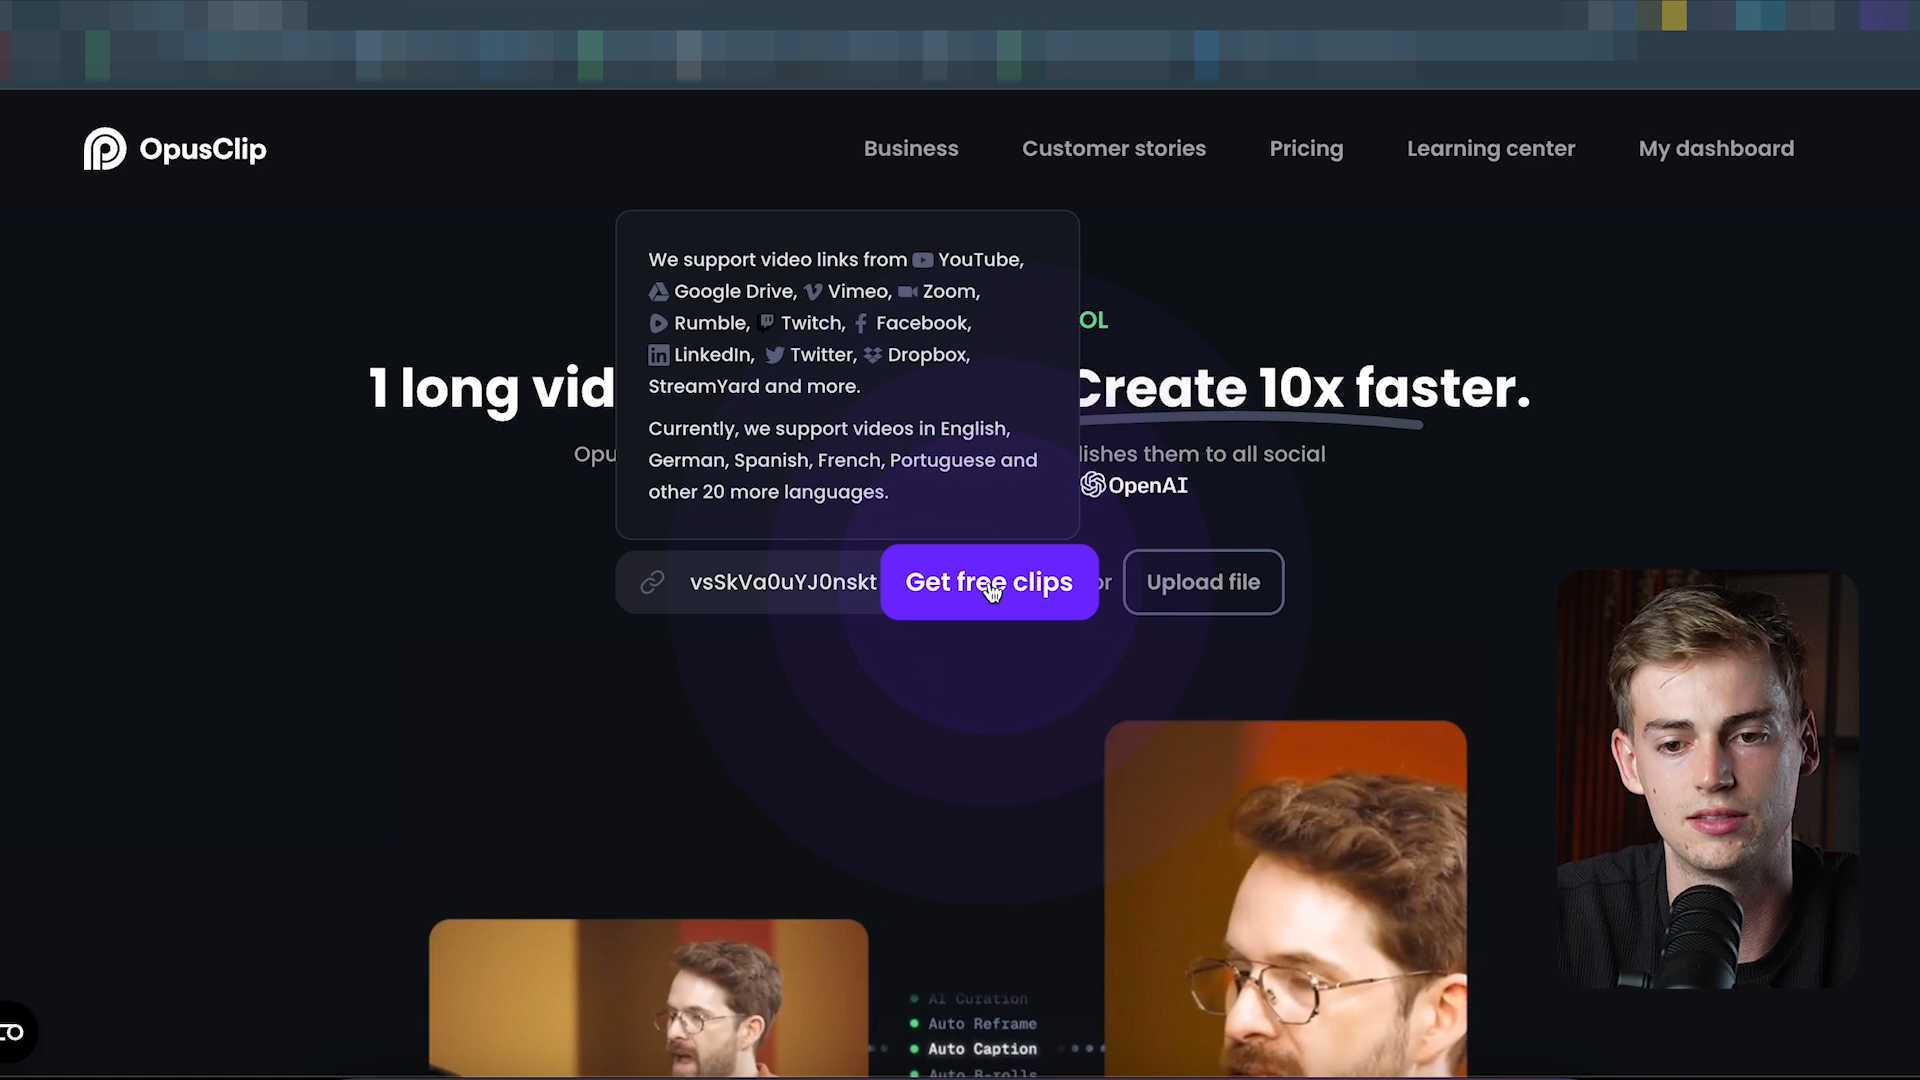 OpusClip
Business
Customer stories
Pricing
Learning center
My dashboard
We support video links from YouTube,
Google Drive, Vimeo, Zoom,
Rumble, Twitch, Facebook,
LinkedIn, Twitter, Dropbox,
StreamYard and more.
Currently, we support videos in English,
German, Spanish, French, Portuguese and
other 20 more languages.
OL
1 long vid Create 10x faster.
Opu lishes them to all social
OpenAI
vsSkVa0uYJ0nskt
Get free clips
or
Upload file
AI Curation
Auto Reframe
Auto Caption
Auto B-rolls